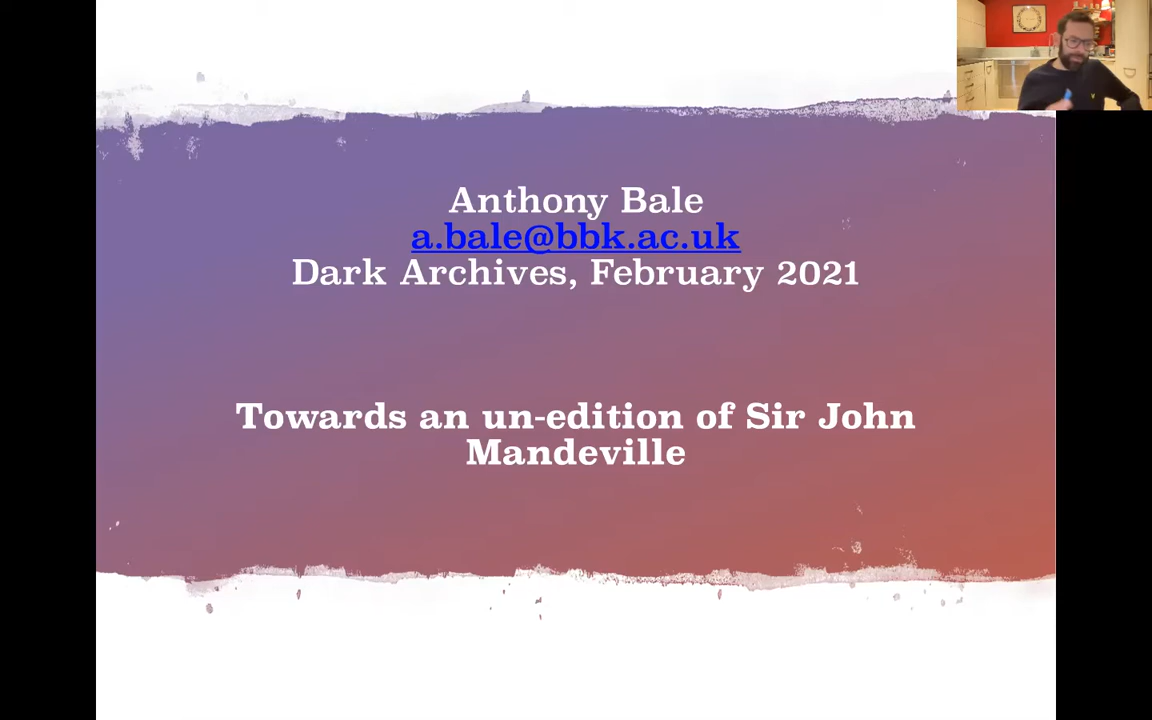 Anthony Bale
a.bale@bbk.ac.uk
Dark Archives, February 2021
Towards an un-edition of Sir John
Mandeville